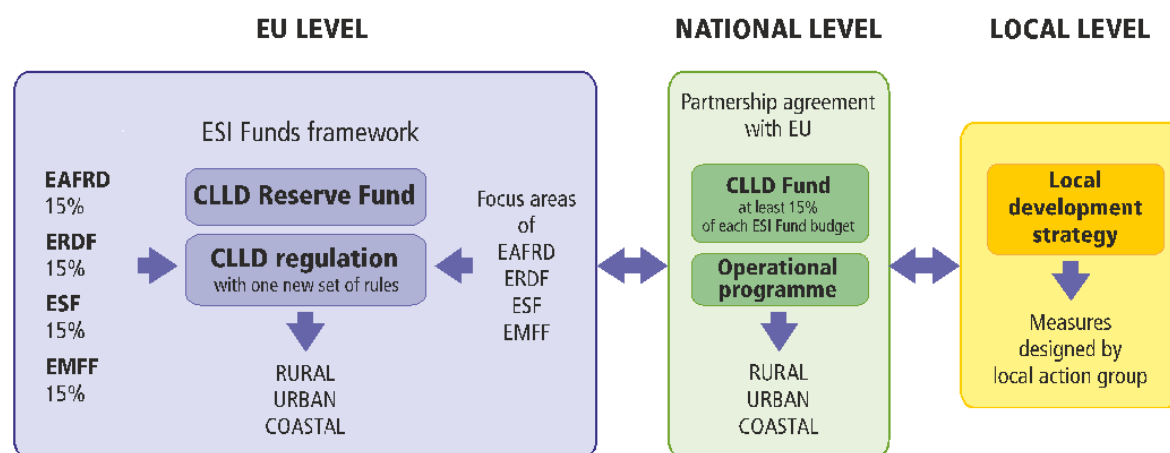 EU LEVEL
ESI Funds framework
EAFRD
15%
ERDF
15%
ESF
15%
EMFF
15%
CLLD Reserve Fund
CLLD regulation
with one new set of rules
RURAL
URBAN
COASTAL
Focus areas
of
EAFRD
ERDF
ESF
EMFF
NATIONAL LEVEL
Partnership agreement
with EU
CLLD Fund
at least 15%
of each ESI Fund budget
Operational
programme
RURAL
URBAN
COASTAL
LOCAL LEVEL
Local
development
strategy
Measures
designed by
local action group